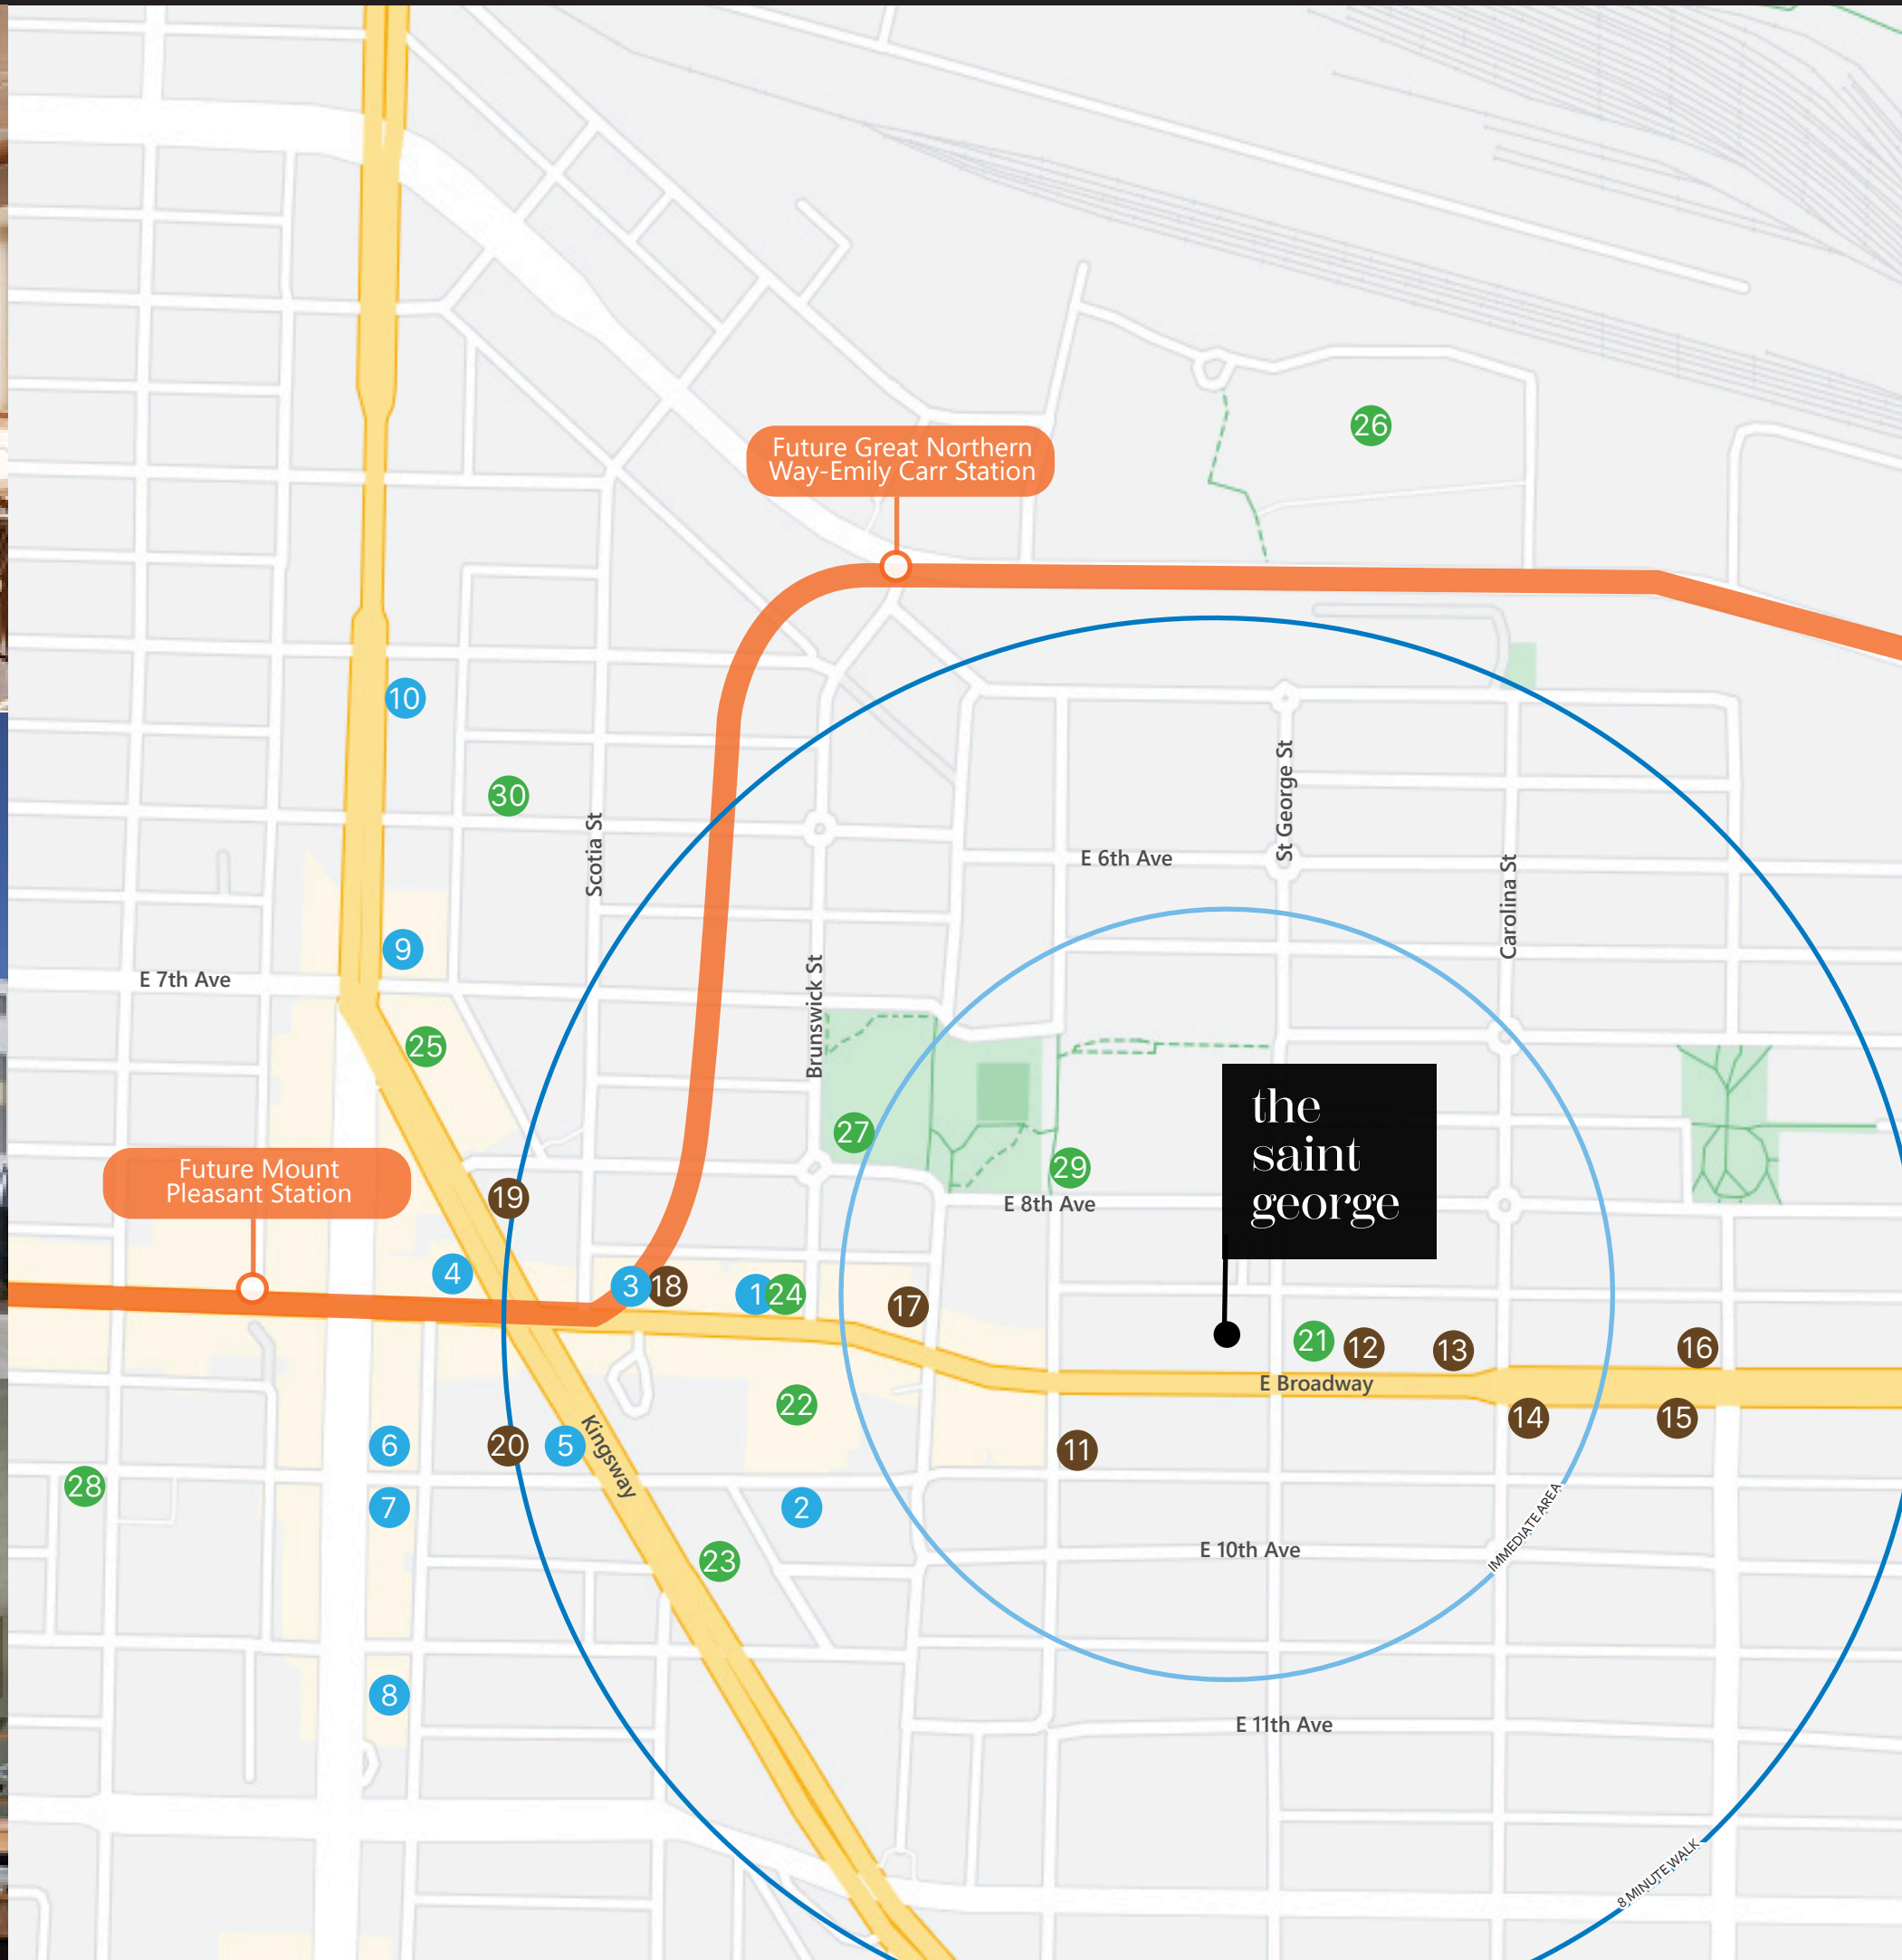 Future Great Northern
Way-Emily Carr Station
26
10
30
Scotia St
St George St
E 6th Ave
Carolina St
9
E 7th Ave
Brunswick St
25
27
29
the
saint
george
Future Mount
Pleasant Station
19
E 8th Ave
4
3
18
1
24
17
21
12
13
16
E Broadway
22
14
15
6
20
5
Kingsway
11
28
7
2
23
E 10th Ave
IMMEDIATE AREA
8
E 11th Ave
8 MINUTE WALK